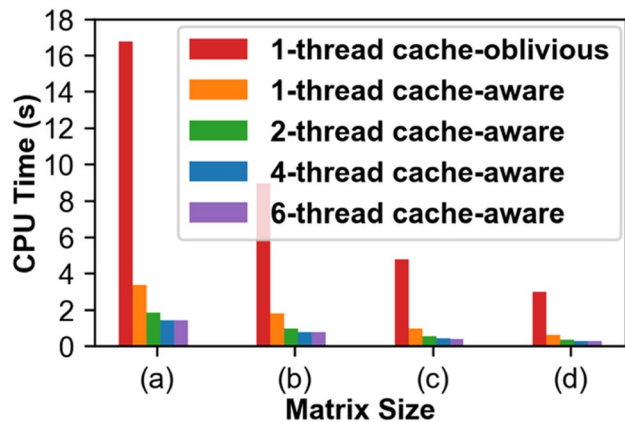 18
16
14
12
10
8
6
4
2
0
CPU Time (s)
1-thread cache-oblivious
1-thread cache-aware
2-thread cache-aware
4-thread cache-aware
6-thread cache-aware
(a) (b) (c) (d)
Matrix Size